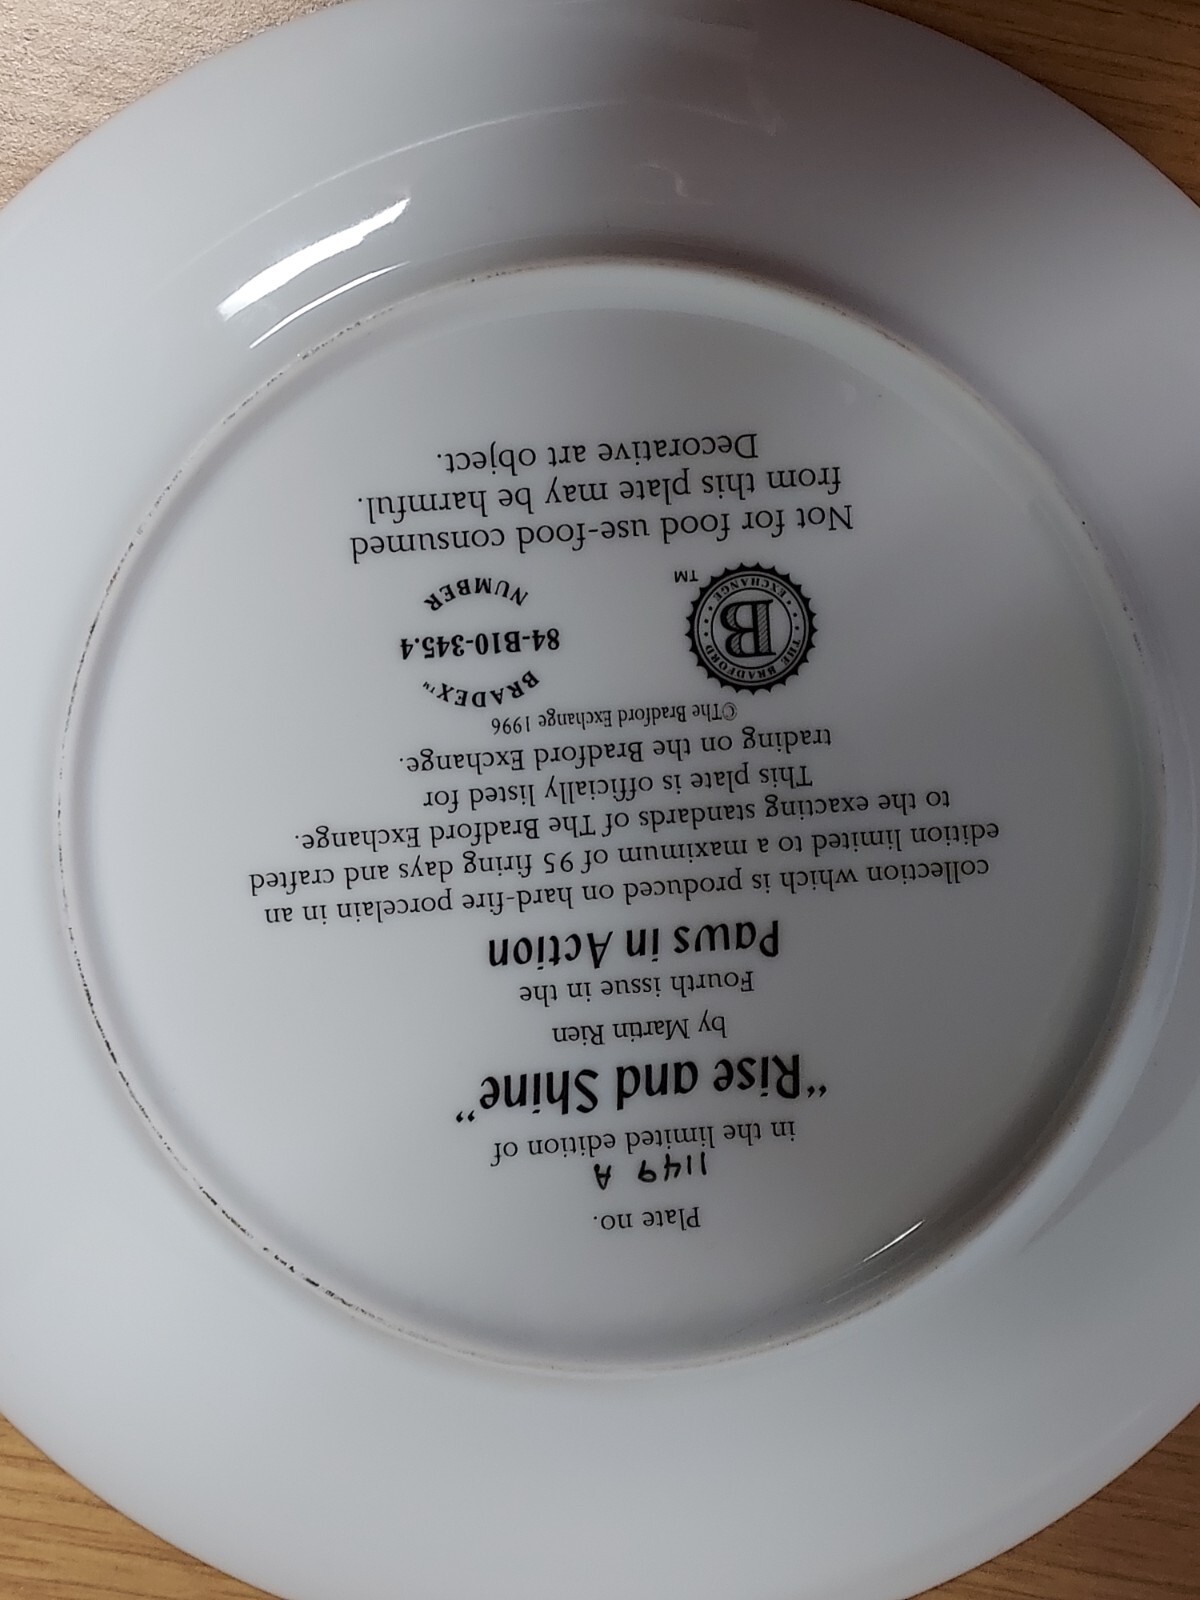 Plate no.
1149 A
in the limited edition of
“Rise and Shine”
by Martin Rien
Fourth issue in the
Paws in Action
collection which is produced on hard-fire porcelain in an
edition limited to a maximum of 95 firing days and crafted
to the exacting standards of The Bradford Exchange.
This plate is officially listed for
trading on the Bradford Exchange.
©The Bradford Exchange 1996
THE BRADFORD
B
EXCHANGE
TM
BRADEX™
84-B10-345.4
NUMBER
Not for food use-food consumed
from this plate may be harmful.
Decorative art object.